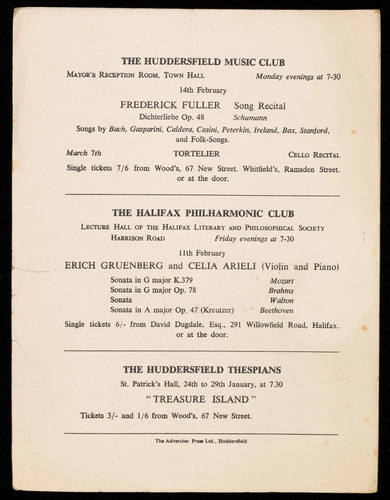 THE HUDDERSFIELD MUSIC CLUB
MAYOR'S RECEPTION ROOM, TOWN HALL Monday evenings at 7-30
14th February
FREDERICK FULLER Song Recital
Dichterliebe Op. 48 Schumann
Songs by Bach, Gasparini, Caldera, Casini, Peterkin, Ireland, Bax, Stanford,
and Folk-Songs.
March 7th TORTELIER CELLO RECITAL
Single tickets 7/6 from Wood's, 67 New Street. Whitfield's, Ramsden Street.
or at the door.
THE HALIFAX PHILHARMONIC CLUB
LECTURE HALL OF THE HALIFAX LITERARY AND PHILOSOPHICAL SOCIETY
HARRISON ROAD Friday evenings at 7-30
11th February
ERICH GRUENBERG and CELIA ARIELI (Violin and Piano)
Sonata in G major K.379 Mozart
Sonata in G major Op. 78 Brahms
Sonata Walton
Sonata in A major Op. 47 (Kreutzer) Beethoven
Single tickets 6/- from David Dugdale, Esq., 291 Willowfield Road, Halifax.
or at the door.
THE HUDDERSFIELD THESPIANS
St. Patrick's Hall, 24th to 29th January, at 7.30
"TREASURE ISLAND"
Tickets 3/- and 1/6 from Wood's, 67 New Street.
The Advertiser Press Ltd., Huddersfield